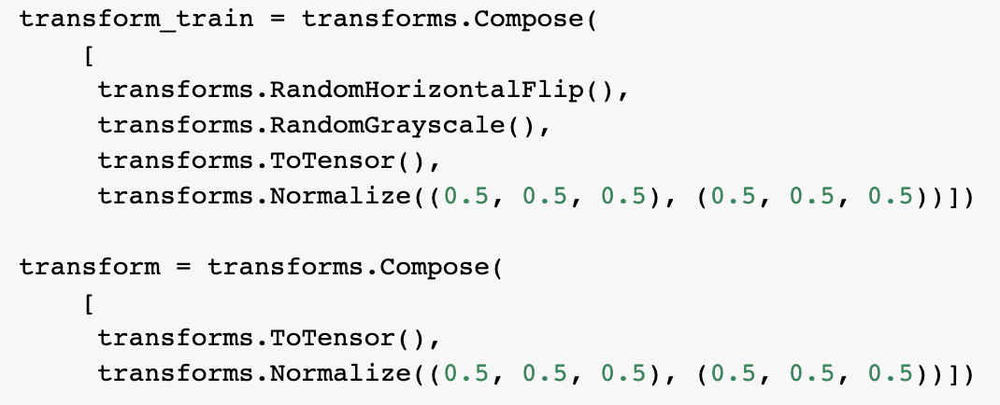 transform_train = transforms.Compose(
    [
     transforms.RandomHorizontalFlip(),
     transforms.RandomGrayscale(),
     transforms.ToTensor(),
     transforms.Normalize((0.5, 0.5, 0.5), (0.5, 0.5, 0.5))])

transform = transforms.Compose(
    [
     transforms.ToTensor(),
     transforms.Normalize((0.5, 0.5, 0.5), (0.5, 0.5, 0.5))])